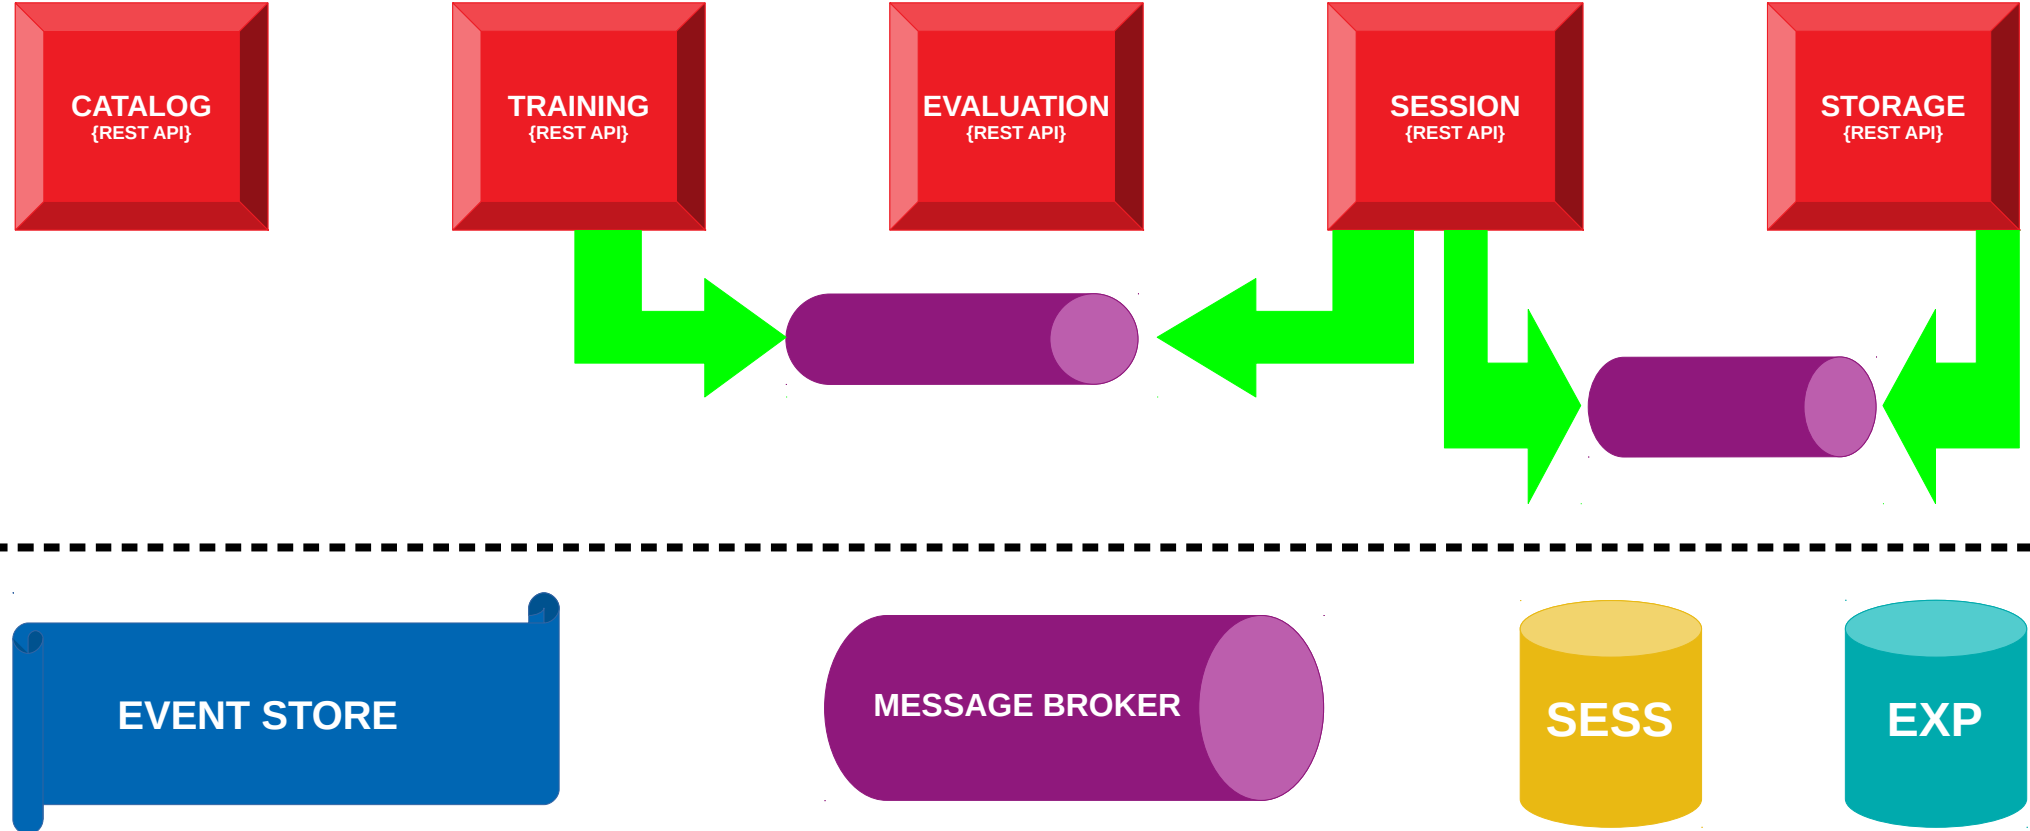 CATALOG
{REST API}
TRAINING
{REST API}
EVALUATION
{REST API}
SESSION
{REST API}
STORAGE
{REST API}
EVENT STORE
MESSAGE BROKER
SESS
EXP